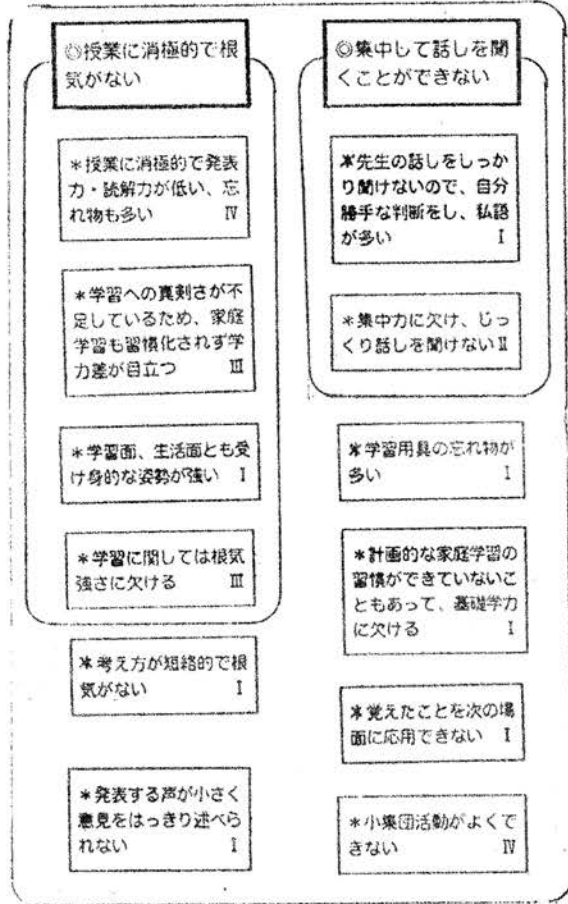 ◎授業に消極的で根
気がない
*授業に消極的で発表
力・読解力が低い、忘
れ物も多い Ⅳ
*学習への真剣さが不
足しているため、家庭
学習も習慣化されず学
力差が目立つ Ⅲ
*学習面、生活面とも受
け身的な姿勢が強い Ⅰ
*学習に関しては根気
強さに欠ける Ⅲ
*考え方が短絡的で根
気がない Ⅰ
*発表する声が小さく
意見をはっきり述べら
れない Ⅰ
◎集中して話しを聞
くことができない
*先生の話しをしっか
り聞けないので、自分
勝手な判断をし、私語
が多い Ⅰ
*集中力に欠け、じっ
くり話しを聞けない Ⅱ
*学習用具の忘れ物が
多い Ⅰ
*計画的な家庭学習の
習慣ができていないこ
ともあって、基礎学力
に欠ける Ⅰ
*覚えたことを次の場
面に応用できない Ⅰ
*小集団活動がよくで
きない Ⅳ